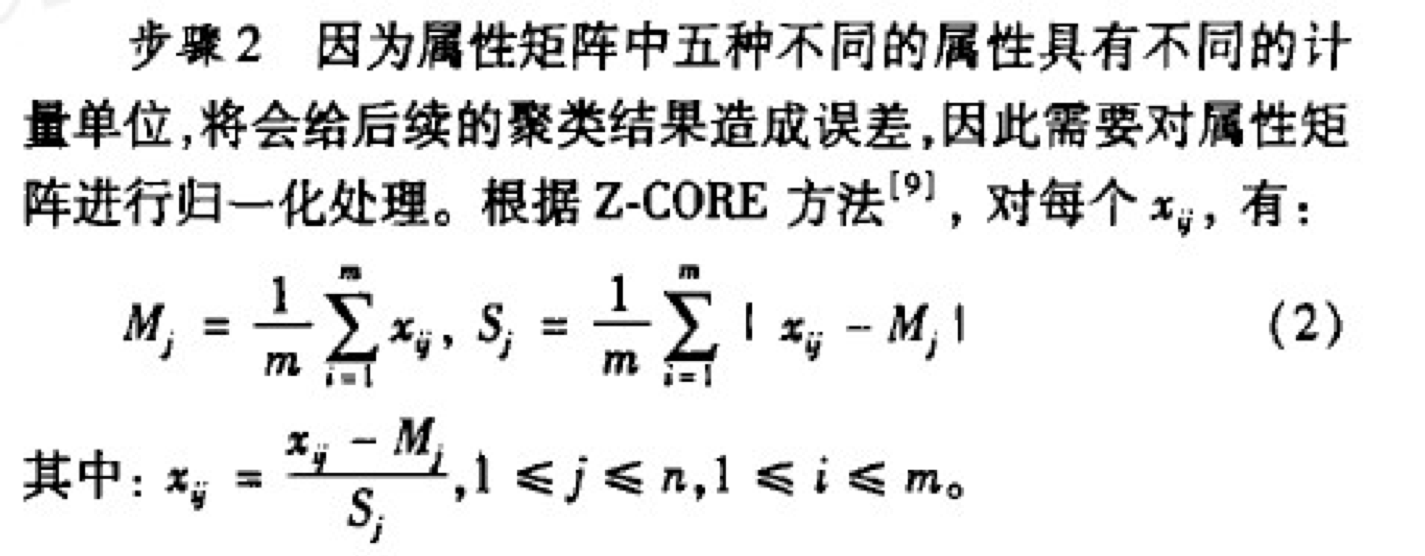 步骤2 因为属性矩阵中五种不同的属性具有不同的计
量单位,将会给后续的聚类结果造成误差,因此需要对属性矩
阵进行归一化处理。根据 Z-CORE 方法[9], 对每个 x_{ij}, 有:
M_j = \frac{1}{m} \sum_{i=1}^{m} x_{ij}, S_j = \frac{1}{m} \sum_{i=1}^{m} | x_{ij} - M_j | (2)
其中: x_{ij} = \frac{x_{ij} - M_j}{S_j}, 1 ≤ j ≤ n, 1 ≤ i ≤ m。